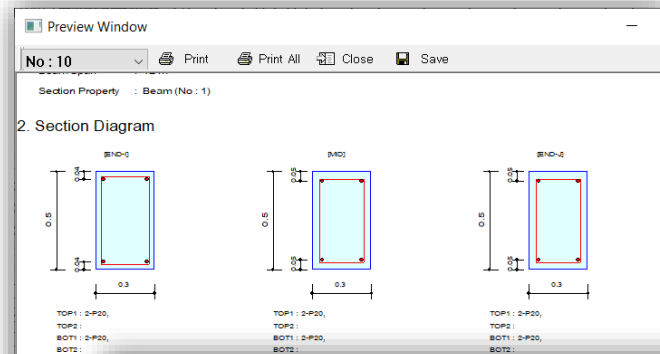 Preview Window
No : 10 Print Print All Close Save
Section Property : Beam (No : 1)
2. Section Diagram
[END-I] [MID] [END-J]
0.04 0.05 0.05
0.5 0.5 0.5
0.04 0.05 0.05
0.3 0.3 0.3
TOP1 : 2-P20, TOP1 : 2-P20, TOP1 : 2-P20,
TOP2 : TOP2 : TOP2 :
BOT1 : 2-P20, BOT1 : 2-P20, BOT1 : 2-P20,
BOT2 : BOT2 : BOT2 :